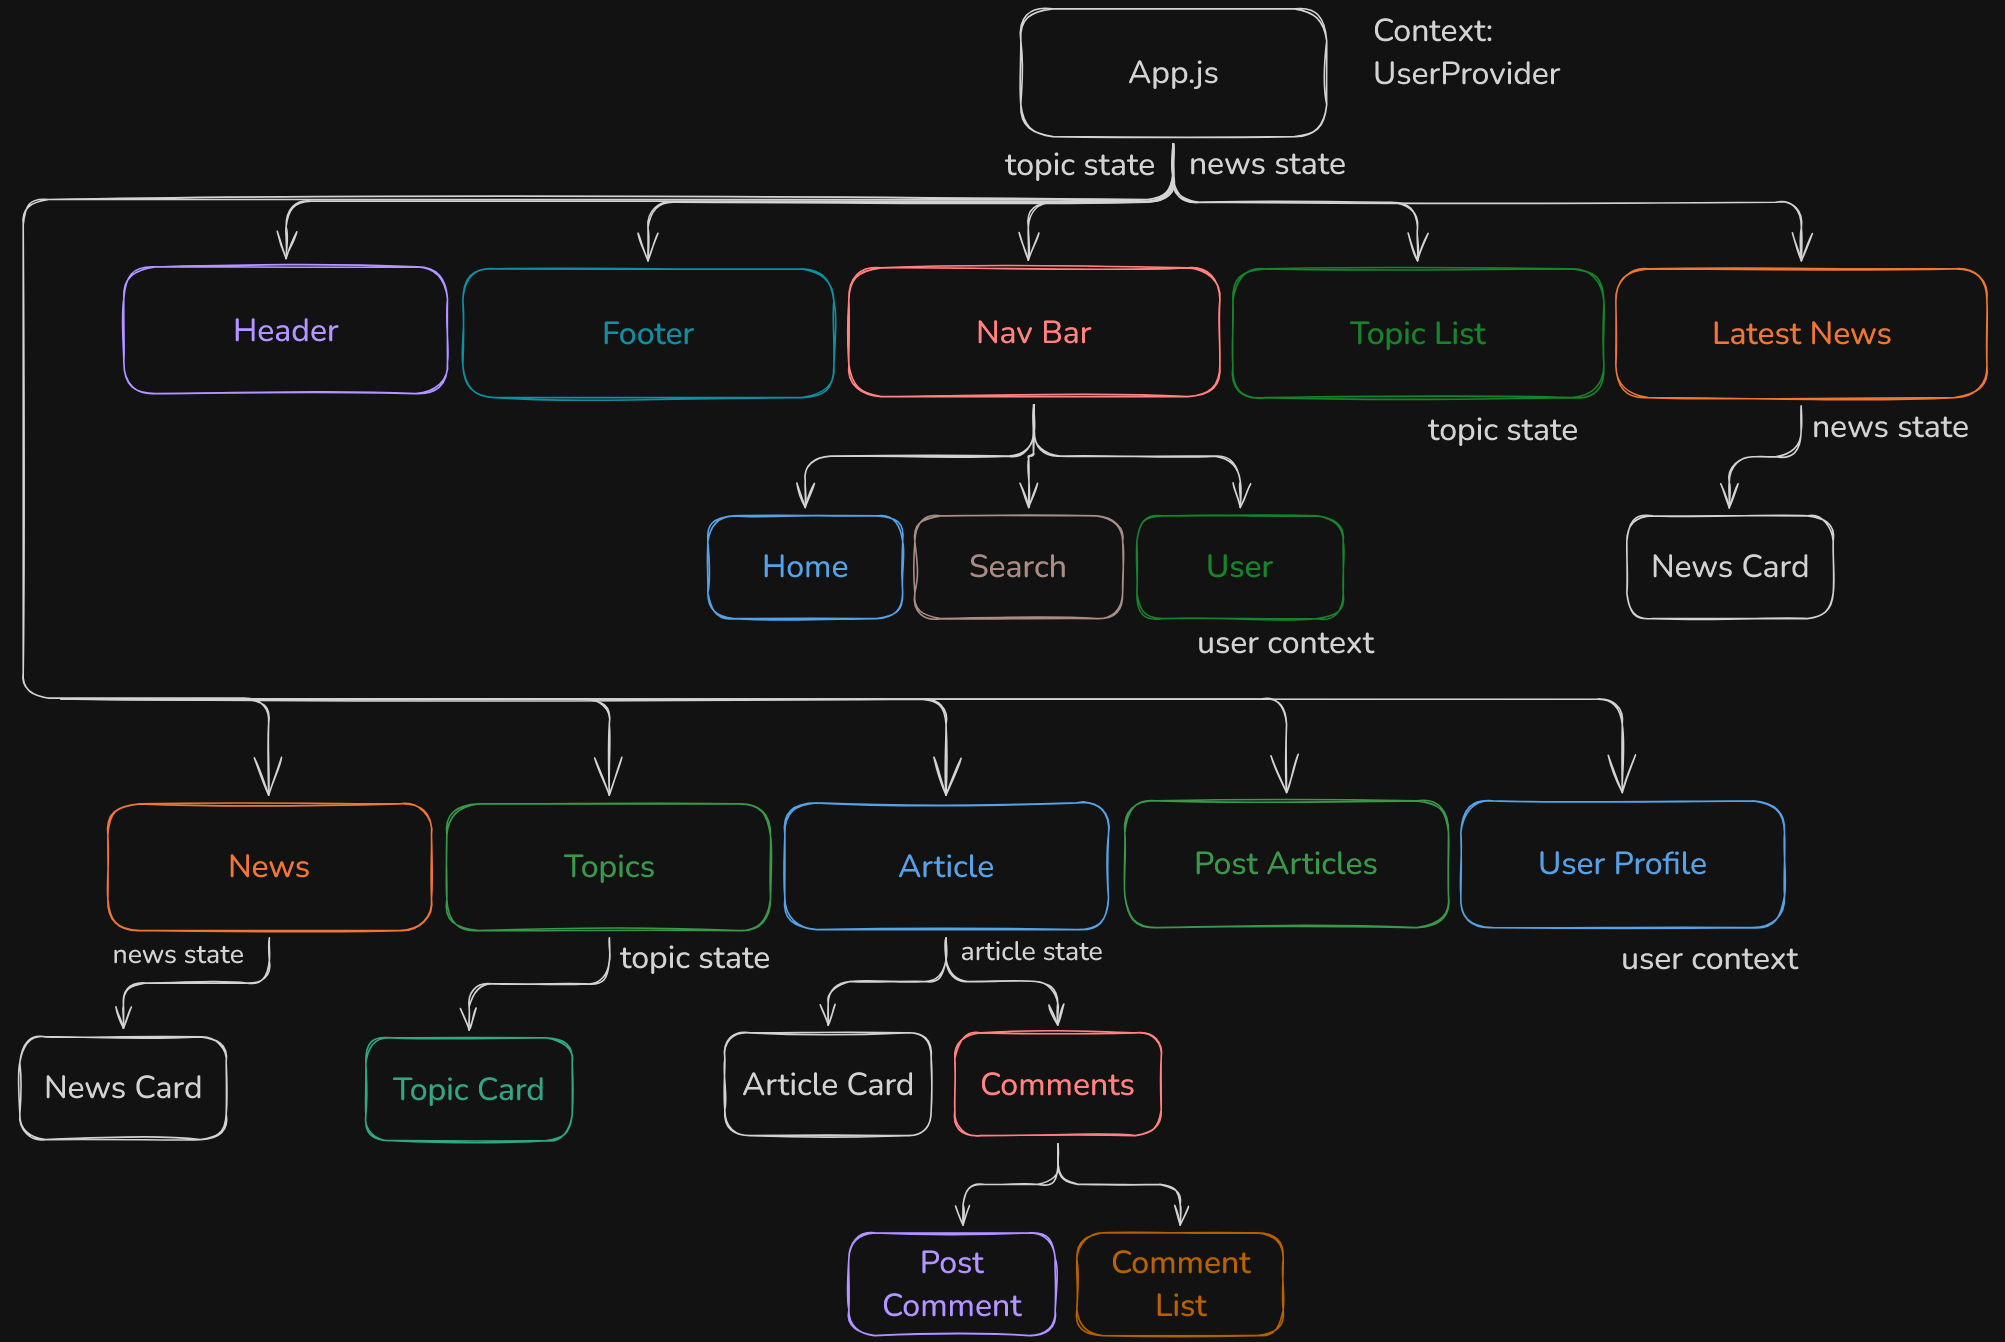 App.js
Context:
UserProvider
topic state
news state
Header
Footer
Nav Bar
Topic List
Latest News
topic state
news state
Home
Search
User
News Card
user context
News
Topics
Article
Post Articles
User Profile
news state
topic state
article state
user context
News Card
Topic Card
Article Card
Comments
Post
Comment
Comment
List